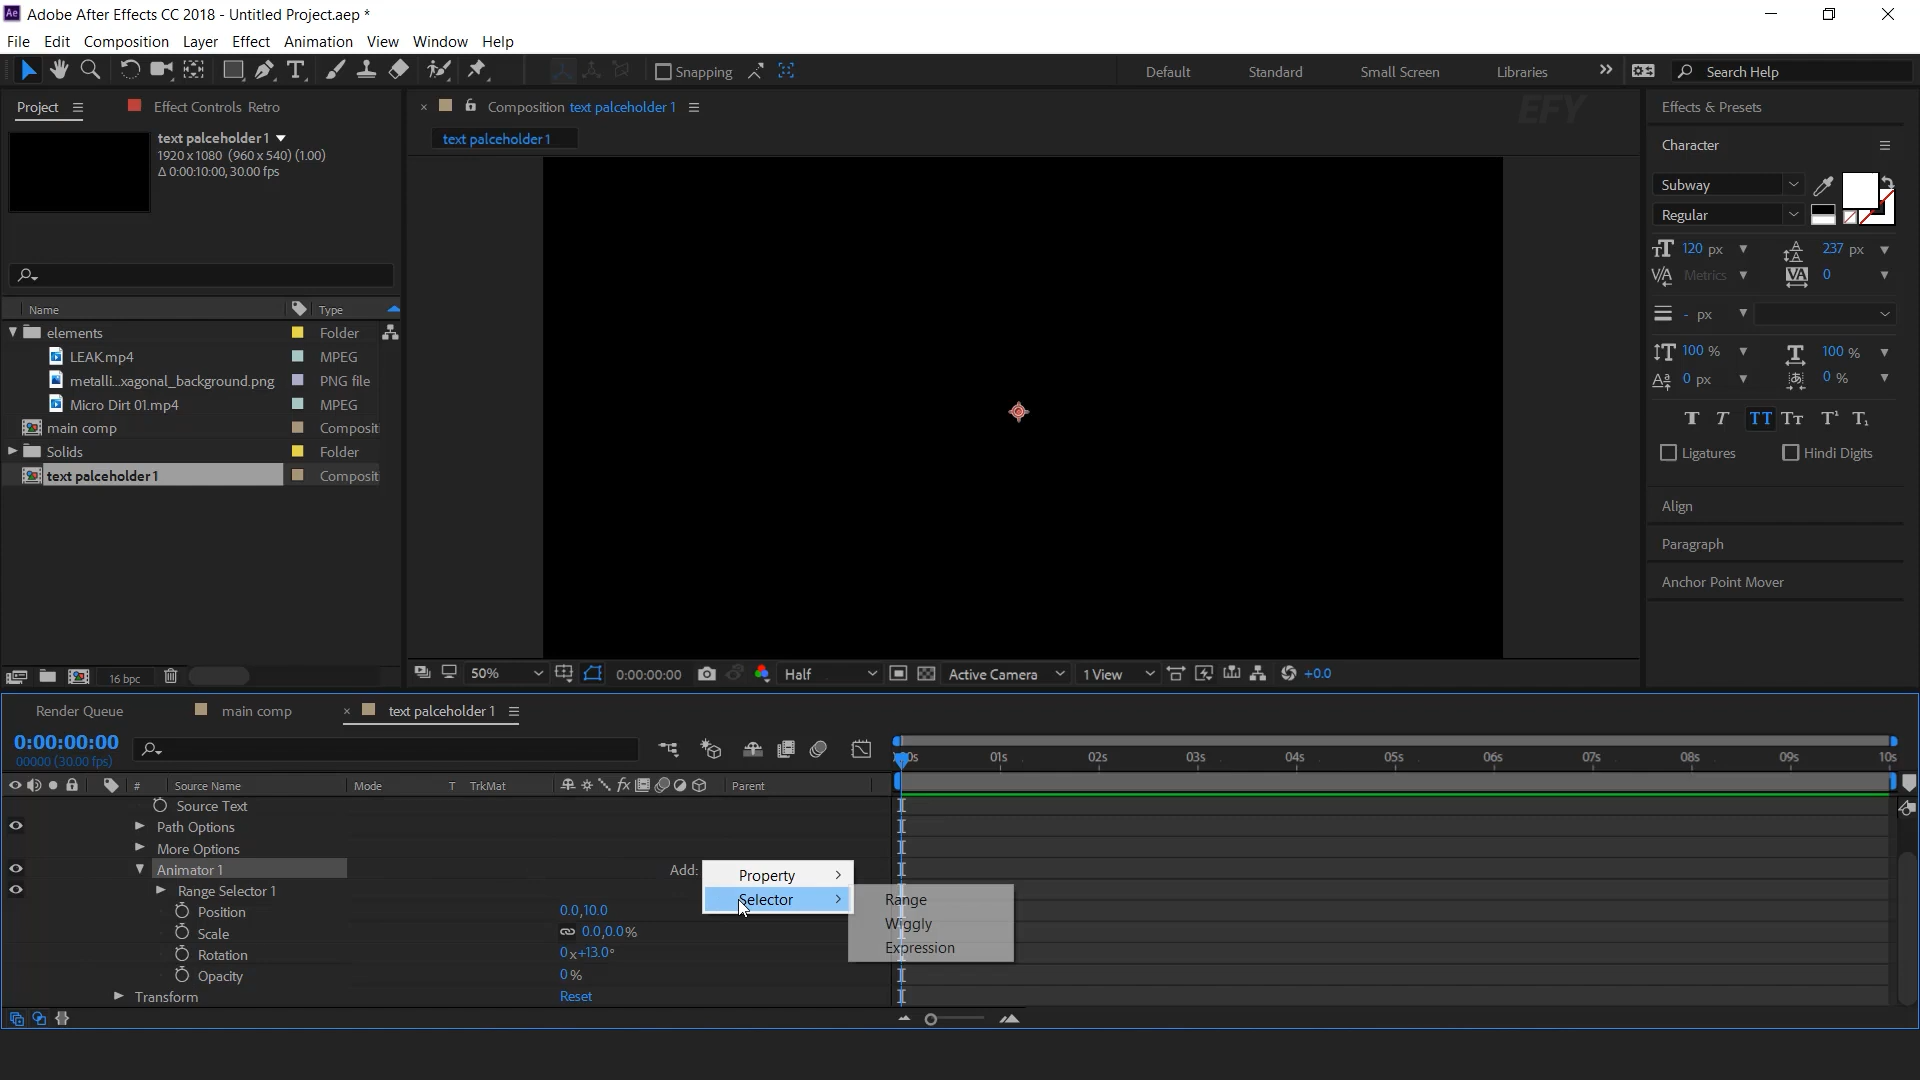 Ae Adobe After Effects CC 2018 - Untitled Project.aep *
File Edit Composition Layer Effect Animation View Window Help
Snapping Default Standard Small Screen Libraries Search Help
Project Effect Controls Retro Composition text palceholder 1 EFY Effects & Presets
text palceholder 1
text palceholder 1
1920 x 1080 (960 x 540) (1.00)
Δ 0:00:10:00, 30.00 fps
Character
Subway
Regular
120 px 237 px
Metrics 0
- px
100 % 100 %
0 px 0 %
T T TT Tт T¹ T₁
Ligatures Hindi Digits
Align
Paragraph
Anchor Point Mover
Name Type
elements Folder
LEAK.mp4 MPEG
metalli...xagonal_background.png PNG file
Micro Dirt 01.mp4 MPEG
main comp Composit
Solids Folder
text palceholder 1 Composit
16 bpc 50% 0:00:00:00 Half Active Camera 1 View +0.0
Render Queue main comp text palceholder 1
0:00:00:00
00000 (30.00 fps)
01s 02s 03s 04s 05s 06s 07s 08s 09s 10s
# Source Name Mode T TrkMat fx Parent
Source Text
Path Options
More Options
Animator 1 Add:
Range Selector 1
Position 0.0,10.0
Scale 0.0,0.0%
Rotation 0x+13.0°
Opacity 0%
Transform Reset
Property
Selector
Range
Wiggly
Expression